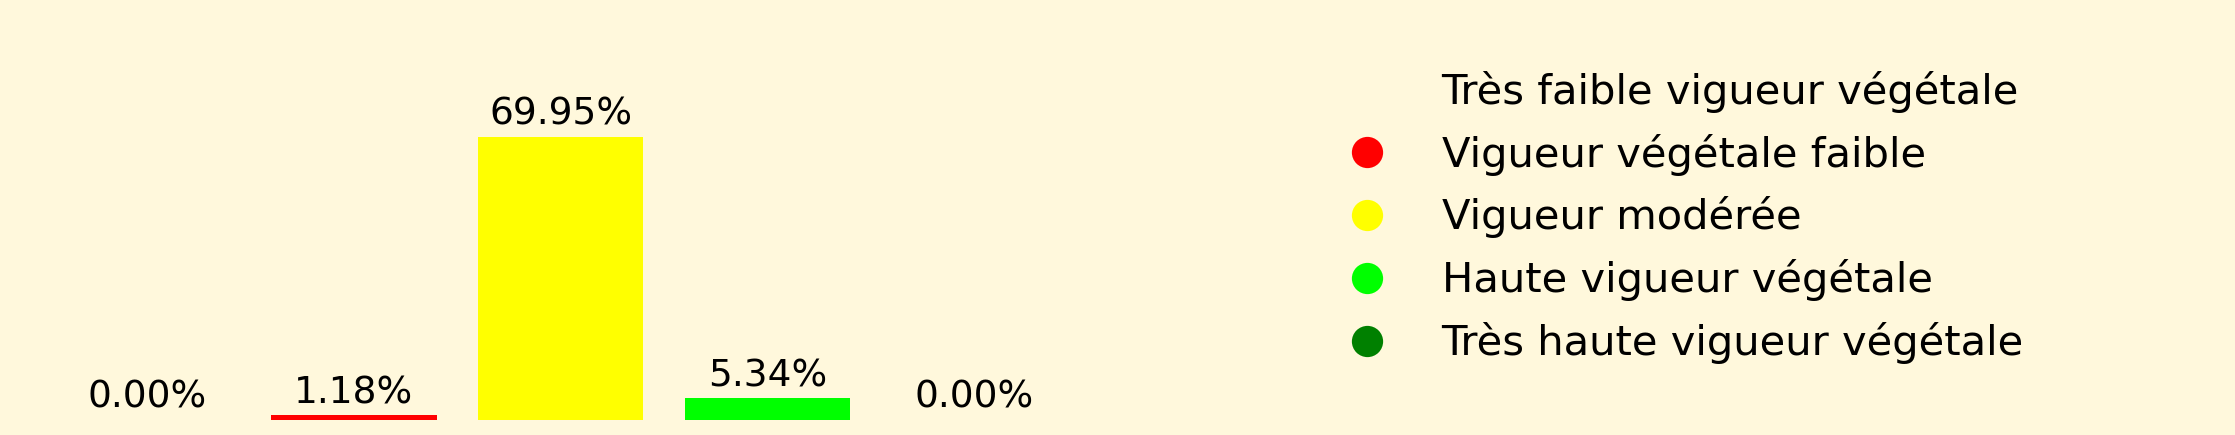 69.95%
5.34%
1.18%
0.00%
0.00%
Très faible vigueur végétale
Vigueur végétale faible
Vigueur modérée
Haute vigueur végétale
Très haute vigueur végétale